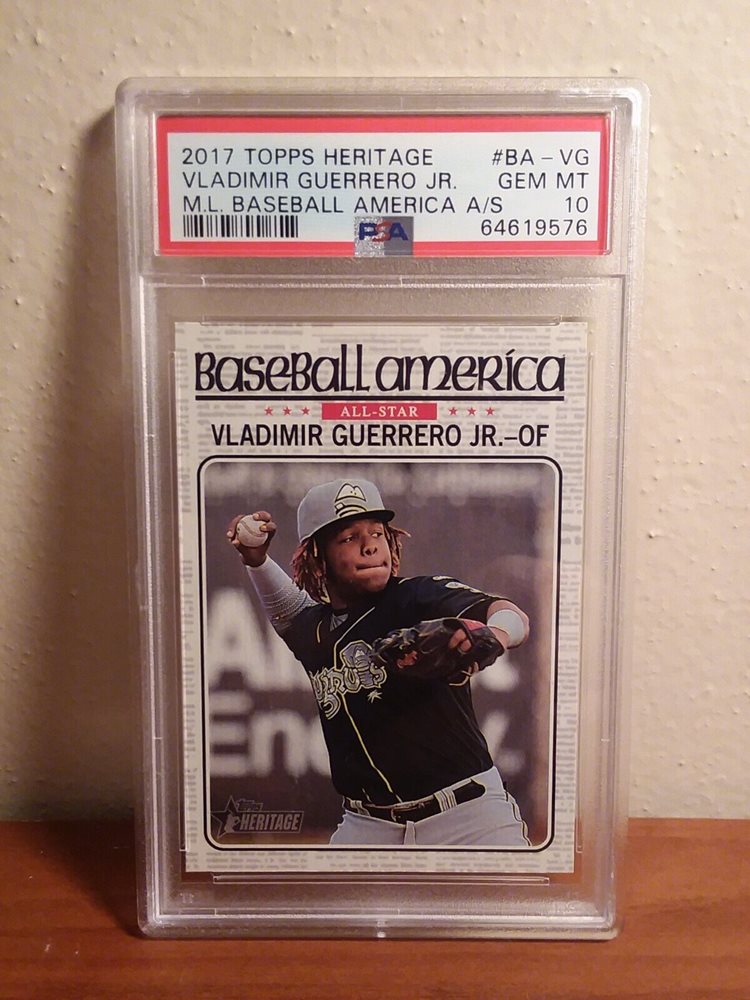 2017 TOPPS HERITAGE #BA - VG
VLADIMIR GUERRERO JR. GEM MT
M.L. BASEBALL AMERICA A/S 10
PSA 64619576
BaseBall america
ALL-STAR
VLADIMIR GUERRERO JR.–OF
Topps
HERITAGE